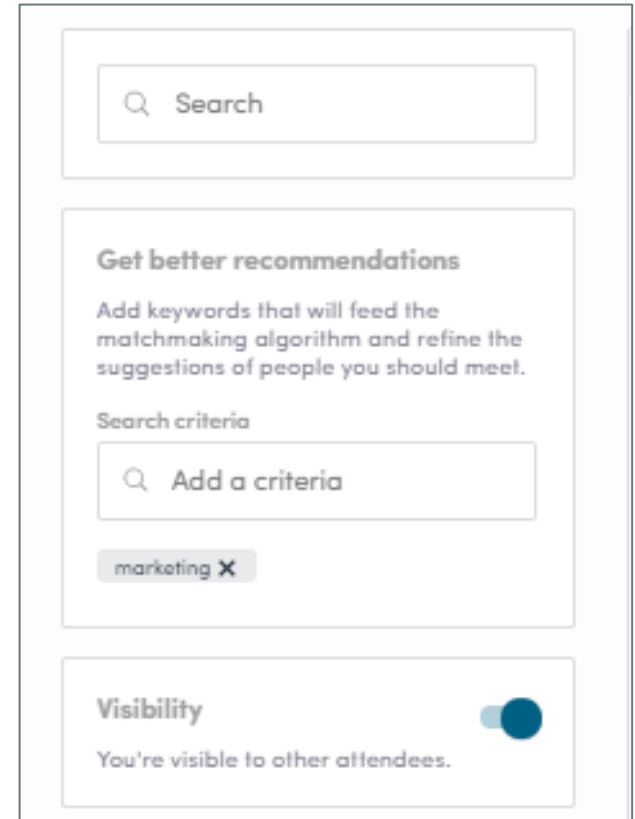 Search
Get better recommendations
Add keywords that will feed the
matchmaking algorithm and refine the
suggestions of people you should meet.
Search criteria
Add a criteria
marketing ✕
Visibility
You're visible to other attendees.